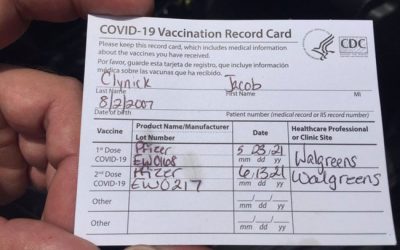 COVID-19 Vaccination Record Card
Please keep this record card, which includes medical information
about the vaccines you have received.
Por favor, guarde esta tarjeta de registro, que incluye información
médica sobre las vacunas que ha recibido.
CDC
Clynick Jacob
Last Name First Name MI
8/2/2007
Date of birth Patient number (medical record or IIS record number)
Vaccine Product Name/Manufacturer Date Healthcare Professional
Lot Number or Clinic Site
1st Dose Pfizer 5 23 21 Walgreens
COVID-19 EW0168 mm dd yy
2nd Dose Pfizer 6 13 21 Walgreens
COVID-19 EW0217 mm dd yy
Other
mm dd yy
Other
mm dd yy